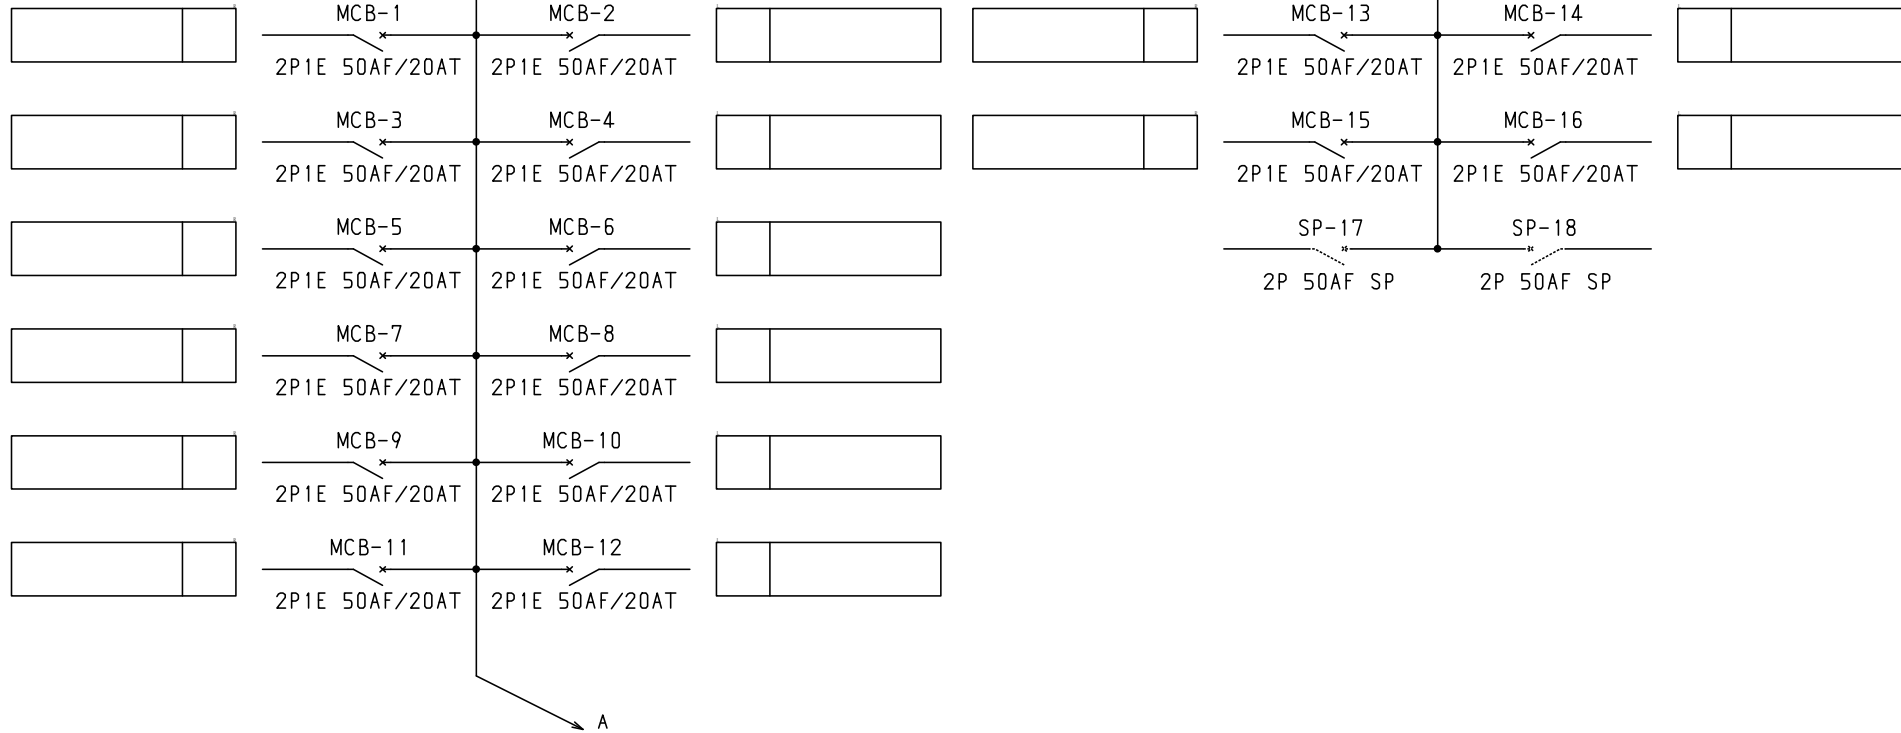 MCB-1 MCB-2
2P1E 50AF/20AT 2P1E 50AF/20AT
MCB-3 MCB-4
2P1E 50AF/20AT 2P1E 50AF/20AT
MCB-5 MCB-6
2P1E 50AF/20AT 2P1E 50AF/20AT
MCB-7 MCB-8
2P1E 50AF/20AT 2P1E 50AF/20AT
MCB-9 MCB-10
2P1E 50AF/20AT 2P1E 50AF/20AT
MCB-11 MCB-12
2P1E 50AF/20AT 2P1E 50AF/20AT
A
MCB-13 MCB-14
2P1E 50AF/20AT 2P1E 50AF/20AT
MCB-15 MCB-16
2P1E 50AF/20AT 2P1E 50AF/20AT
SP-17 SP-18
2P 50AF SP 2P 50AF SP